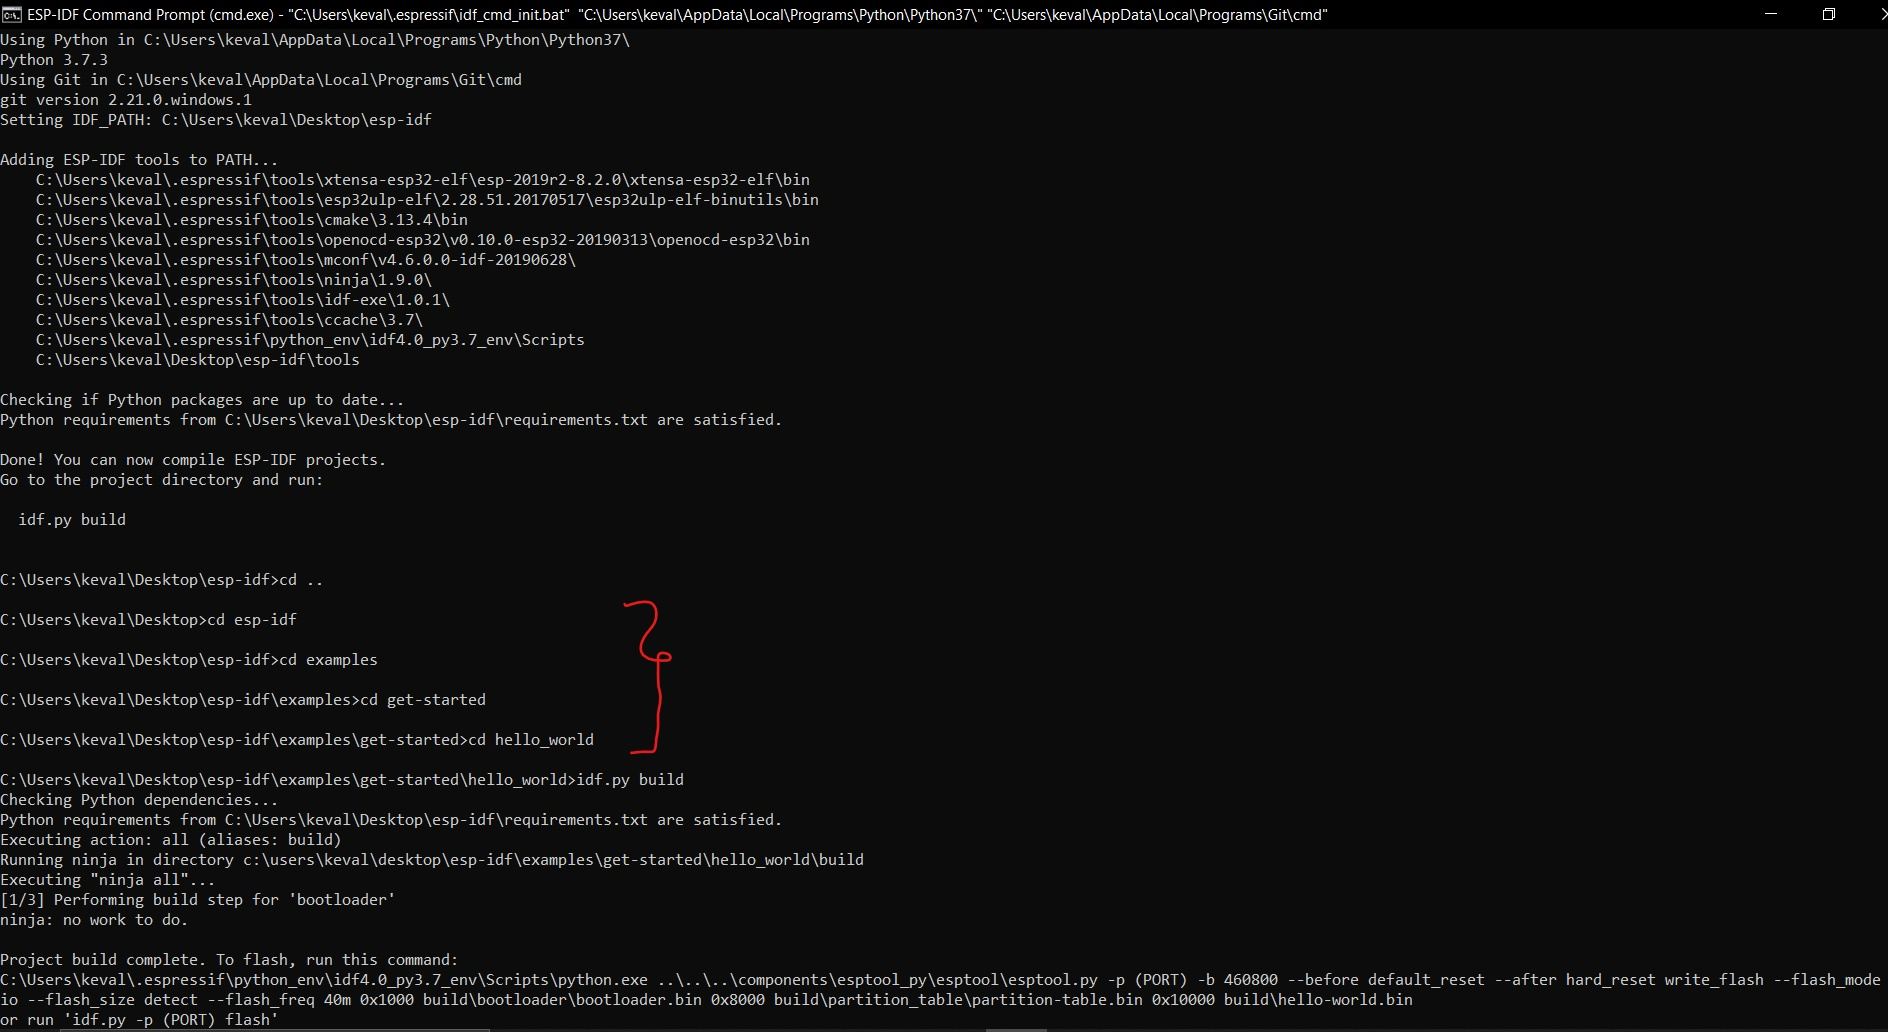 ESP-IDF Command Prompt (cmd.exe) - "C:\Users\keval\.espressif\idf_cmd_init.bat" "C:\Users\keval\AppData\Local\Programs\Python\Python37\" "C:\Users\keval\AppData\Local\Programs\Git\cmd"
Using Python in C:\Users\keval\AppData\Local\Programs\Python\Python37\
Python 3.7.3
Using Git in C:\Users\keval\AppData\Local\Programs\Git\cmd
git version 2.21.0.windows.1
Setting IDF_PATH: C:\Users\keval\Desktop\esp-idf
Adding ESP-IDF tools to PATH...
C:\Users\keval\.espressif\tools\xtensa-esp32-elf\esp-2019r2-8.2.0\xtensa-esp32-elf\bin
C:\Users\keval\.espressif\tools\esp32ulp-elf\2.28.51.20170517\esp32ulp-elf-binutils\bin
C:\Users\keval\.espressif\tools\cmake\3.13.4\bin
C:\Users\keval\.espressif\tools\openocd-esp32\v0.10.0-esp32-20190313\openocd-esp32\bin
C:\Users\keval\.espressif\tools\mconf\v4.6.0.0-idf-20190628\
C:\Users\keval\.espressif\tools\ninja\1.9.0\
C:\Users\keval\.espressif\tools\idf-exe\1.0.1\
C:\Users\keval\.espressif\tools\ccache\3.7\
C:\Users\keval\.espressif\python_env\idf4.0_py3.7_env\Scripts
C:\Users\keval\Desktop\esp-idf\tools
Checking if Python packages are up to date...
Python requirements from C:\Users\keval\Desktop\esp-idf\requirements.txt are satisfied.
Done! You can now compile ESP-IDF projects.
Go to the project directory and run:
idf.py build
C:\Users\keval\Desktop\esp-idf>cd ..
C:\Users\keval\Desktop>cd esp-idf
C:\Users\keval\Desktop\esp-idf>cd examples
C:\Users\keval\Desktop\esp-idf\examples>cd get-started
C:\Users\keval\Desktop\esp-idf\examples\get-started>cd hello_world
C:\Users\keval\Desktop\esp-idf\examples\get-started\hello_world>idf.py build
Checking Python dependencies...
Python requirements from C:\Users\keval\Desktop\esp-idf\requirements.txt are satisfied.
Executing action: all (aliases: build)
Running ninja in directory c:\users\keval\desktop\esp-idf\examples\get-started\hello_world\build
Executing "ninja all"...
[1/3] Performing build step for 'bootloader'
ninja: no work to do.
Project build complete. To flash, run this command:
C:\Users\keval\.espressif\python_env\idf4.0_py3.7_env\Scripts\python.exe ..\..\..\components\esptool_py\esptool\esptool.py -p (PORT) -b 460800 --before default_reset --after hard_reset write_flash --flash_mode
io --flash_size detect --flash_freq 40m 0x1000 build\bootloader\bootloader.bin 0x8000 build\partition_table\partition-table.bin 0x10000 build\hello-world.bin
or run 'idf.py -p (PORT) flash'